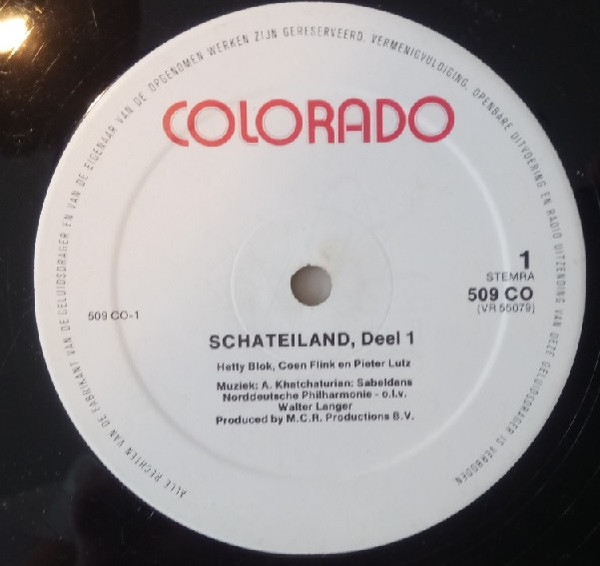 ALLE RECHTEN VAN DE FABRIKANT VAN DE GELUIDSDRAGER EN VAN DE EIGENAAR VAN DE OPGENOMEN WERKEN ZIJN GERESERVEERD. VERMENIGVULDIGING, OPENBARE UITVOERING EN RADIO UITZENDING VAN DEZE GELUIDSDRAGER IS VERBODEN
COLORADO
1
STEMRA
509 CO
(VR 55079)
509 CO-1
SCHATEILAND, Deel 1
Hetty Blok, Coen Flink en Pieter Lutz
Muziek: A. Khatchaturian: Sabeldans
Norddeutsche Philharmonie - o.l.v.
Walter Langer
Produced by M.C.R. Productions B.V.